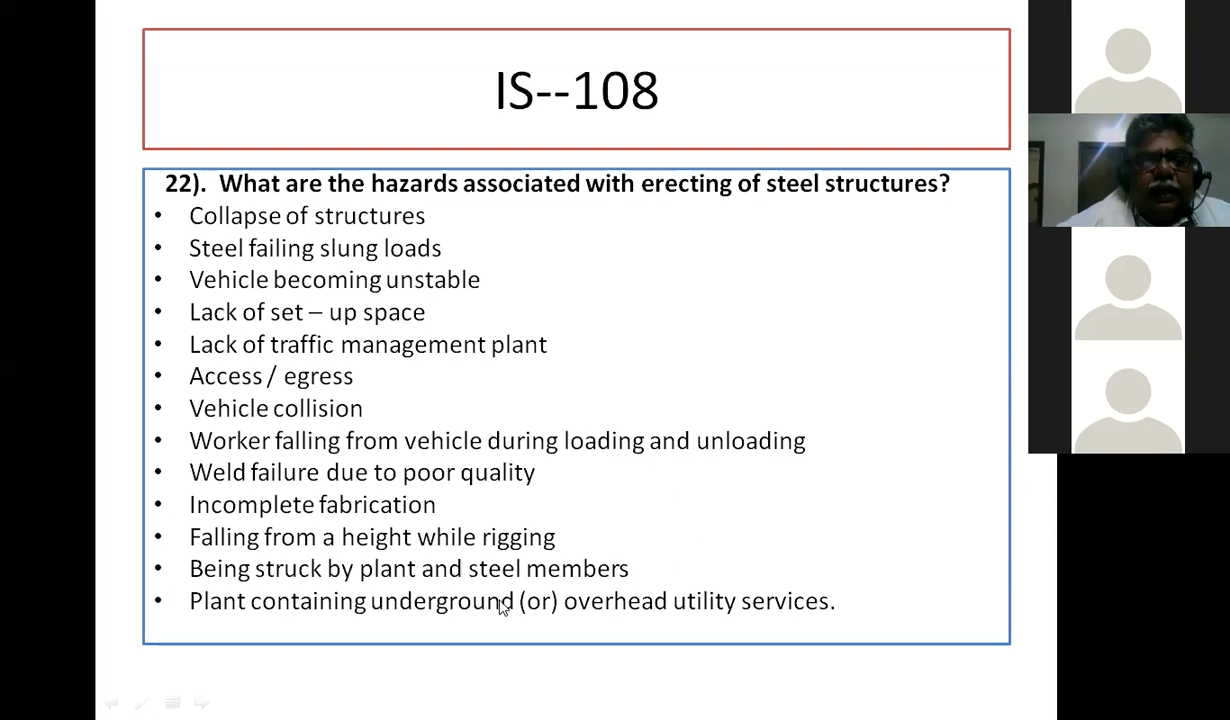 IS--108
22). What are the hazards associated with erecting of steel structures?
• Collapse of structures
• Steel failing slung loads
• Vehicle becoming unstable
• Lack of set – up space
• Lack of traffic management plant
• Access / egress
• Vehicle collision
• Worker falling from vehicle during loading and unloading
• Weld failure due to poor quality
• Incomplete fabrication
• Falling from a height while rigging
• Being struck by plant and steel members
• Plant containing underground (or) overhead utility services.